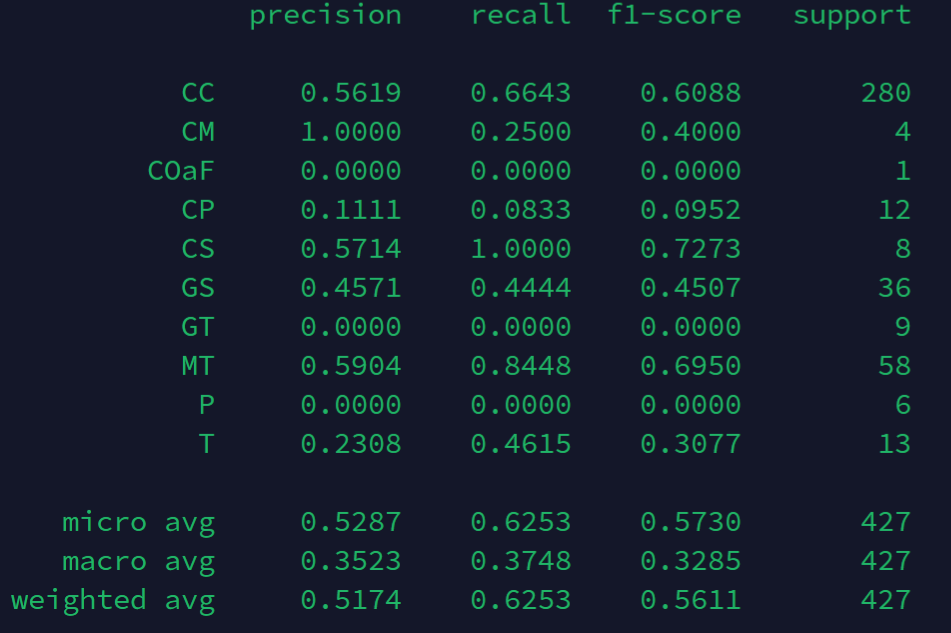 precision recall f1-score support
CC 0.5619 0.6643 0.6088 280
CM 1.0000 0.2500 0.4000 4
COaF 0.0000 0.0000 0.0000 1
CP 0.1111 0.0833 0.0952 12
CS 0.5714 1.0000 0.7273 8
GS 0.4571 0.4444 0.4507 36
GT 0.0000 0.0000 0.0000 9
MT 0.5904 0.8448 0.6950 58
P 0.0000 0.0000 0.0000 6
T 0.2308 0.4615 0.3077 13
micro avg 0.5287 0.6253 0.5730 427
macro avg 0.3523 0.3748 0.3285 427
weighted avg 0.5174 0.6253 0.5611 427